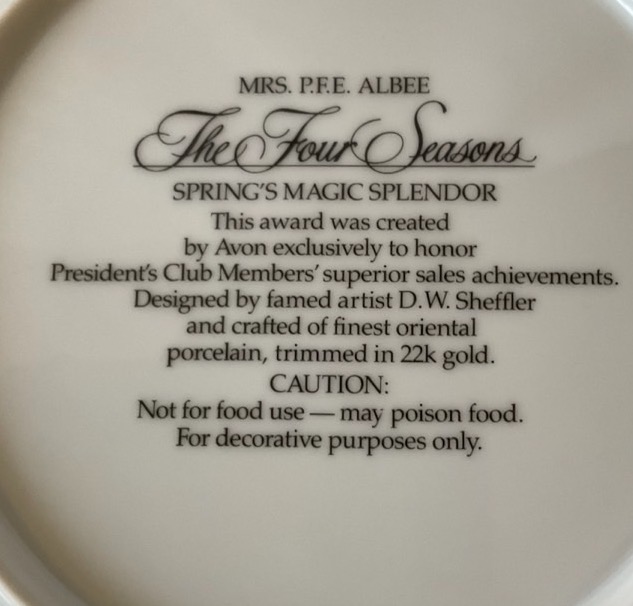 MRS. P.F.E. ALBEE
The Four Seasons
SPRING'S MAGIC SPLENDOR
This award was created
by Avon exclusively to honor
President's Club Members' superior sales achievements.
Designed by famed artist D.W. Sheffler
and crafted of finest oriental
porcelain, trimmed in 22k gold.
CAUTION:
Not for food use — may poison food.
For decorative purposes only.